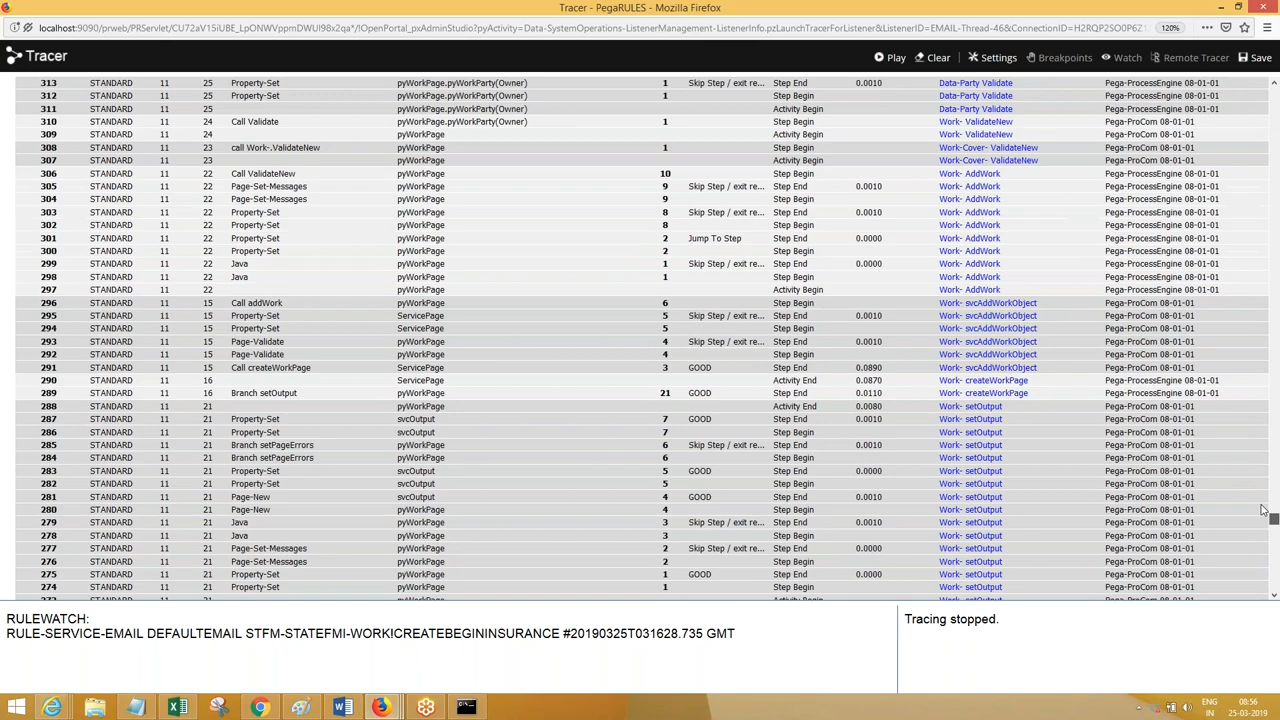 Tracer - PegaRULES - Mozilla Firefox
localhost:9090/prweb/PRServlet/CU72aV15iUBE_LpONWVppmDWUl98x2qa*/!OpenPortal_pxAdminStudio?pyActivity=Data-SystemOperations-ListenerManagement-ListenerInfo.pzLaunchTracerForListener&ListenerID=EMAIL-Thread-46&ConnectionID=H2RQP2SO0P6Z1 120%
Tracer Play Clear Settings Breakpoints Watch Remote Tracer Save
313 STANDARD 11 25 Property-Set pyWorkPage.pyWorkParty(Owner) 1 Skip Step / exit re... Step End 0.0010 Data-Party Validate Pega-ProcessEngine 08-01-01
312 STANDARD 11 25 Property-Set pyWorkPage.pyWorkParty(Owner) 1 Step Begin Data-Party Validate Pega-ProcessEngine 08-01-01
311 STANDARD 11 25 pyWorkPage.pyWorkParty(Owner) Activity Begin Data-Party Validate Pega-ProcessEngine 08-01-01
310 STANDARD 11 24 Call Validate pyWorkPage.pyWorkParty(Owner) 1 Step Begin Work- ValidateNew Pega-ProcessEngine 08-01-01
309 STANDARD 11 24 pyWorkPage Activity Begin Work- ValidateNew Pega-ProcessEngine 08-01-01
308 STANDARD 11 23 call Work-.ValidateNew pyWorkPage 1 Step Begin Work-Cover- ValidateNew Pega-ProcessEngine 08-01-01
307 STANDARD 11 23 pyWorkPage Activity Begin Work-Cover- ValidateNew Pega-ProcessEngine 08-01-01
306 STANDARD 11 22 Call ValidateNew pyWorkPage 10 Step Begin Work- AddWork Pega-ProcessEngine 08-01-01
305 STANDARD 11 22 Page-Set-Messages pyWorkPage 9 Skip Step / exit re... Step End 0.0010 Work- AddWork Pega-ProcessEngine 08-01-01
304 STANDARD 11 22 Page-Set-Messages pyWorkPage 9 Step Begin Work- AddWork Pega-ProcessEngine 08-01-01
303 STANDARD 11 22 Property-Set pyWorkPage 8 Skip Step / exit re... Step End 0.0010 Work- AddWork Pega-ProcessEngine 08-01-01
302 STANDARD 11 22 Property-Set pyWorkPage 8 Step Begin Work- AddWork Pega-ProcessEngine 08-01-01
301 STANDARD 11 22 Property-Set pyWorkPage 2 Jump To Step Step End 0.0000 Work- AddWork Pega-ProcessEngine 08-01-01
300 STANDARD 11 22 Property-Set pyWorkPage 2 Step Begin Work- AddWork Pega-ProcessEngine 08-01-01
299 STANDARD 11 22 Java pyWorkPage 1 Skip Step / exit re... Step End 0.0000 Work- AddWork Pega-ProcessEngine 08-01-01
298 STANDARD 11 22 Java pyWorkPage 1 Step Begin Work- AddWork Pega-ProcessEngine 08-01-01
297 STANDARD 11 22 pyWorkPage Activity Begin Work- AddWork Pega-ProcessEngine 08-01-01
296 STANDARD 11 15 Call addWork pyWorkPage 6 Step Begin Work- svcAddWorkObject Pega-ProCom 08-01-01
295 STANDARD 11 15 Property-Set ServicePage 5 Skip Step / exit re... Step End 0.0010 Work- svcAddWorkObject Pega-ProCom 08-01-01
294 STANDARD 11 15 Property-Set ServicePage 5 Step Begin Work- svcAddWorkObject Pega-ProCom 08-01-01
293 STANDARD 11 15 Page-Validate pyWorkPage 4 Skip Step / exit re... Step End 0.0010 Work- svcAddWorkObject Pega-ProCom 08-01-01
292 STANDARD 11 15 Page-Validate pyWorkPage 4 Step Begin Work- svcAddWorkObject Pega-ProCom 08-01-01
291 STANDARD 11 15 Call createWorkPage ServicePage 3 GOOD Step End 0.0890 Work- svcAddWorkObject Pega-ProCom 08-01-01
290 STANDARD 11 16 ServicePage Activity End 0.0870 Work- createWorkPage Pega-ProcessEngine 08-01-01
289 STANDARD 11 16 Branch setOutput pyWorkPage 21 GOOD Step End 0.0110 Work- createWorkPage Pega-ProcessEngine 08-01-01
288 STANDARD 11 21 pyWorkPage Activity End 0.0080 Work- setOutput Pega-ProCom 08-01-01
287 STANDARD 11 21 Property-Set svcOutput 7 GOOD Step End 0.0010 Work- setOutput Pega-ProCom 08-01-01
286 STANDARD 11 21 Property-Set svcOutput 7 Step Begin Work- setOutput Pega-ProCom 08-01-01
285 STANDARD 11 21 Branch setPageErrors pyWorkPage 6 Skip Step / exit re... Step End 0.0010 Work- setOutput Pega-ProCom 08-01-01
284 STANDARD 11 21 Branch setPageErrors pyWorkPage 6 Step Begin Work- setOutput Pega-ProCom 08-01-01
283 STANDARD 11 21 Property-Set svcOutput 5 GOOD Step End 0.0000 Work- setOutput Pega-ProCom 08-01-01
282 STANDARD 11 21 Property-Set svcOutput 5 Step Begin Work- setOutput Pega-ProCom 08-01-01
281 STANDARD 11 21 Page-New svcOutput 4 GOOD Step End 0.0010 Work- setOutput Pega-ProCom 08-01-01
280 STANDARD 11 21 Page-New svcOutput 4 Step Begin Work- setOutput Pega-ProCom 08-01-01
279 STANDARD 11 21 Java pyWorkPage 3 Skip Step / exit re... Step End 0.0010 Work- setOutput Pega-ProCom 08-01-01
278 STANDARD 11 21 Java pyWorkPage 3 Step Begin Work- setOutput Pega-ProCom 08-01-01
277 STANDARD 11 21 Page-Set-Messages pyWorkPage 2 Skip Step / exit re... Step End 0.0000 Work- setOutput Pega-ProCom 08-01-01
276 STANDARD 11 21 Page-Set-Messages pyWorkPage 2 Step Begin Work- setOutput Pega-ProCom 08-01-01
275 STANDARD 11 21 Property-Set pyWorkPage 1 GOOD Step End 0.0000 Work- setOutput Pega-ProCom 08-01-01
274 STANDARD 11 21 Property-Set pyWorkPage 1 Step Begin Work- setOutput Pega-ProCom 08-01-01
RULEWATCH:
RULE-SERVICE-EMAIL DEFAULTEMAIL STFM-STATEFMI-WORK!CREATEBEGININSURANCE #20190325T031628.735 GMT
Tracing stopped.
ENG 08:56
IN 25-03-2019